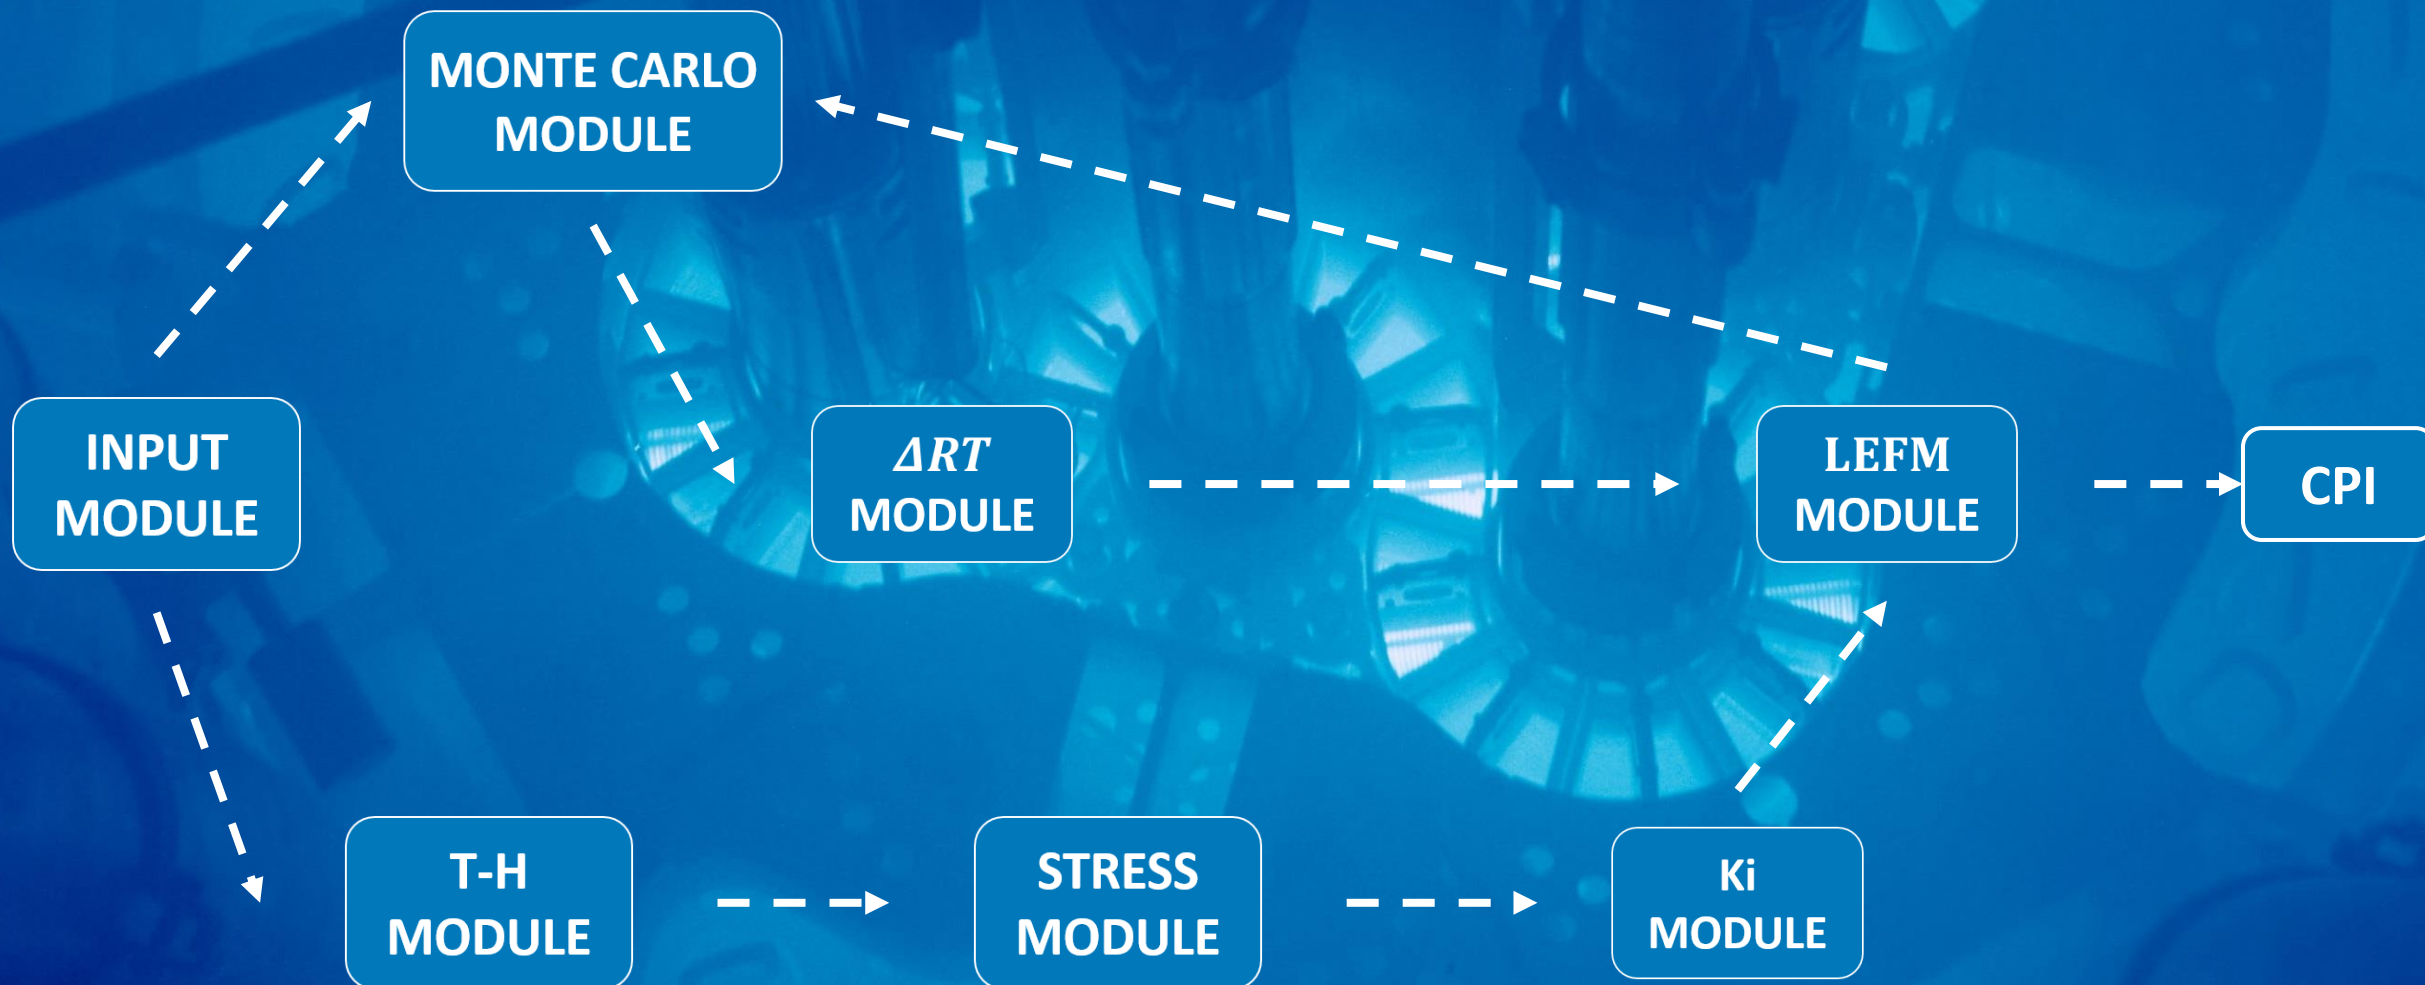 MONTE CARLO
MODULE
INPUT
MODULE
ΔRT
MODULE
LEFM
MODULE
CPI
T-H
MODULE
STRESS
MODULE
Ki
MODULE